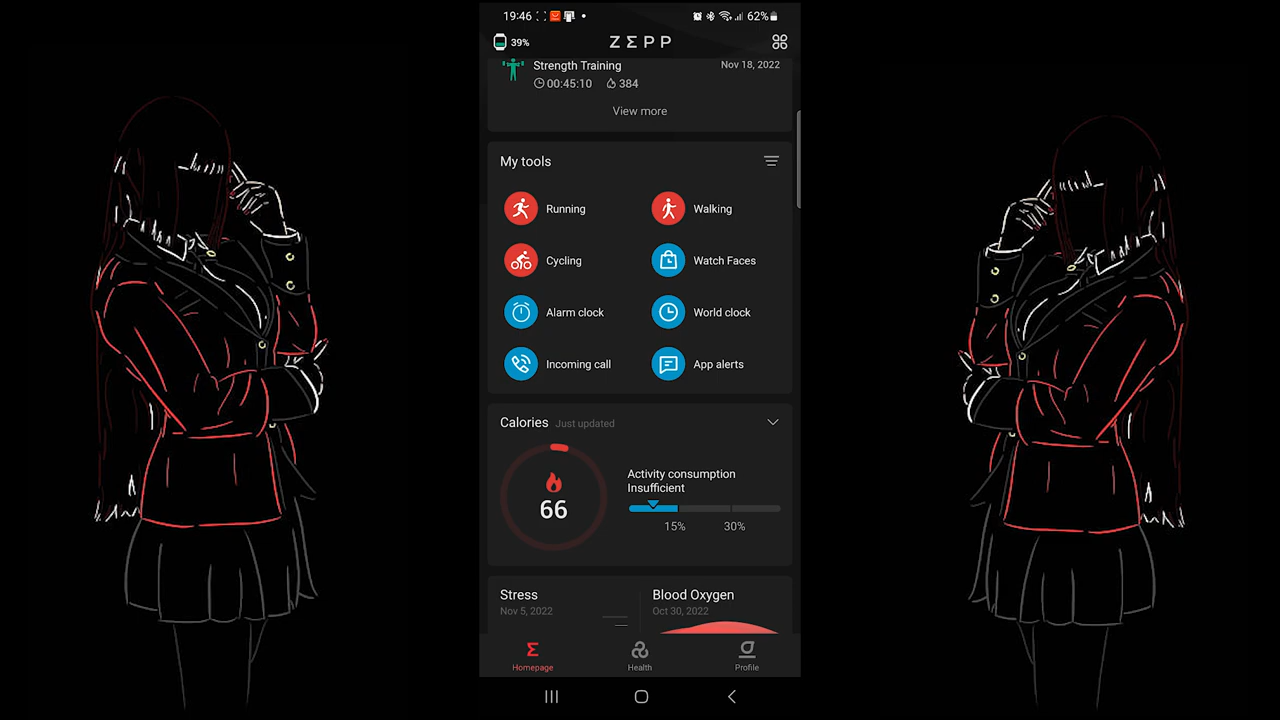 19:46
62%
39%
ZEPP
Strength Training
Nov 18, 2022
00:45:10
384
View more
My tools
Running
Walking
Cycling
Watch Faces
Alarm clock
World clock
Incoming call
App alerts
Calories Just updated
66
Activity consumption
Insufficient
15%
30%
Stress
Blood Oxygen
Nov 5, 2022
Oct 30, 2022
Homepage
Health
Profile